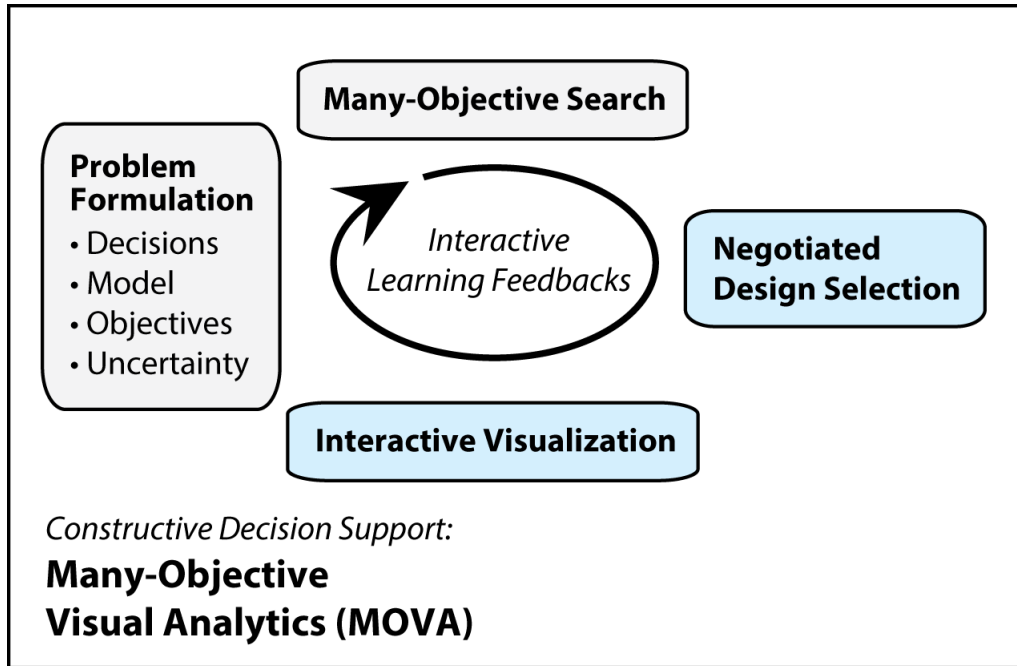 Many-Objective Search
Problem
Formulation
• Decisions
• Model
• Objectives
• Uncertainty
Interactive
Learning Feedbacks
Negotiated
Design Selection
Interactive Visualization
Constructive Decision Support:
Many-Objective
Visual Analytics (MOVA)